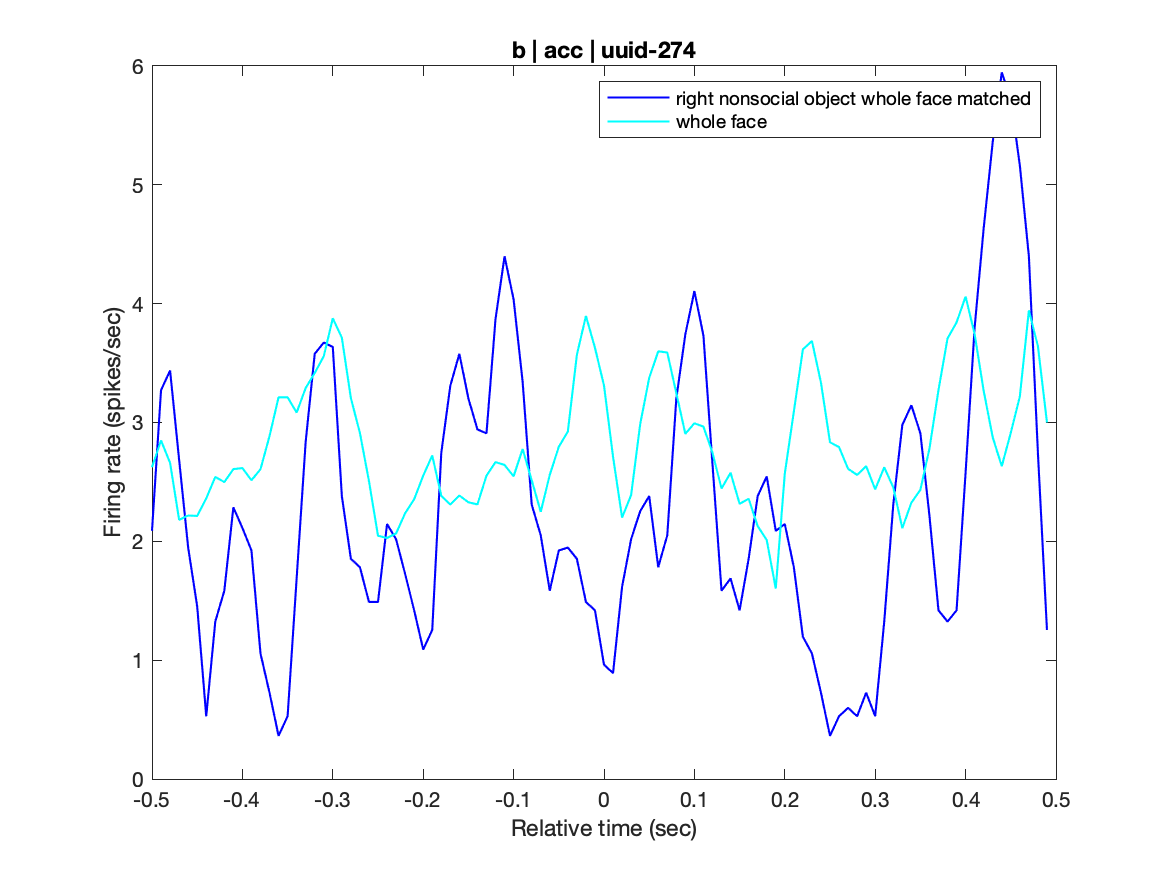 b | acc | uuid-274
right nonsocial object whole face matched
whole face
6
5
4
3
2
1
0
Firing rate (spikes/sec)
-0.5 -0.4 -0.3 -0.2 -0.1 0 0.1 0.2 0.3 0.4 0.5
Relative time (sec)